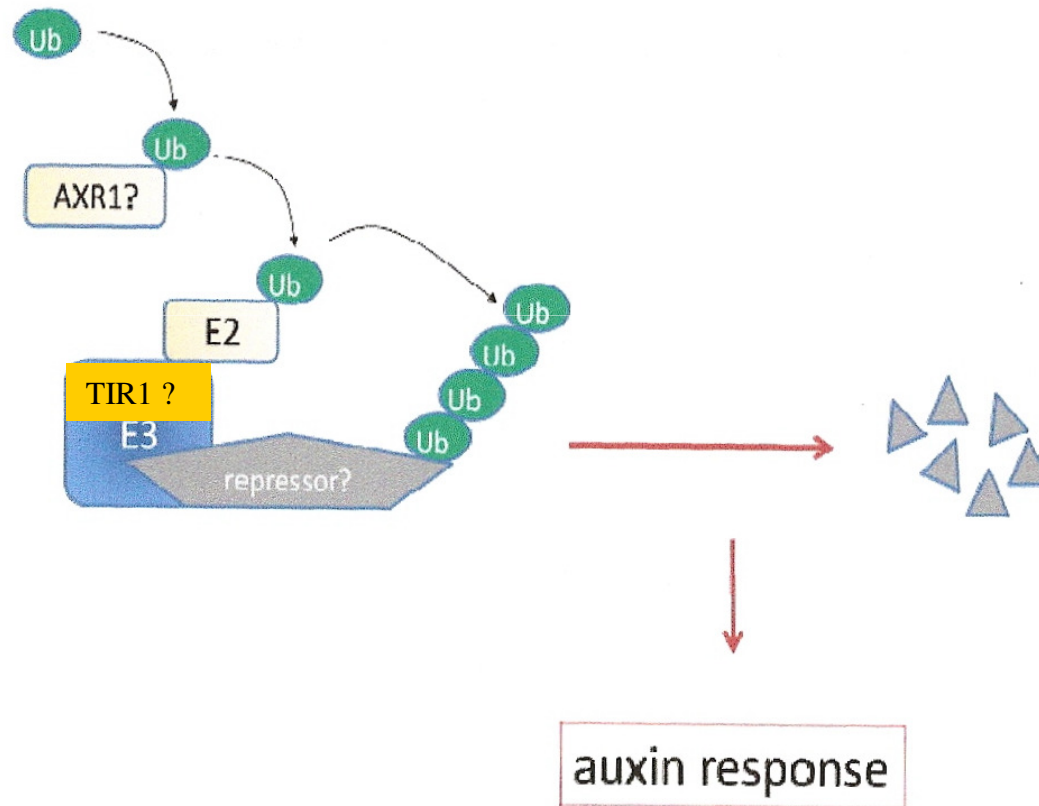 Ub
Ub
AXR1?
Ub
E2
Ub
Ub
Ub
Ub
TIR1 ?
E3
repressor?
auxin response